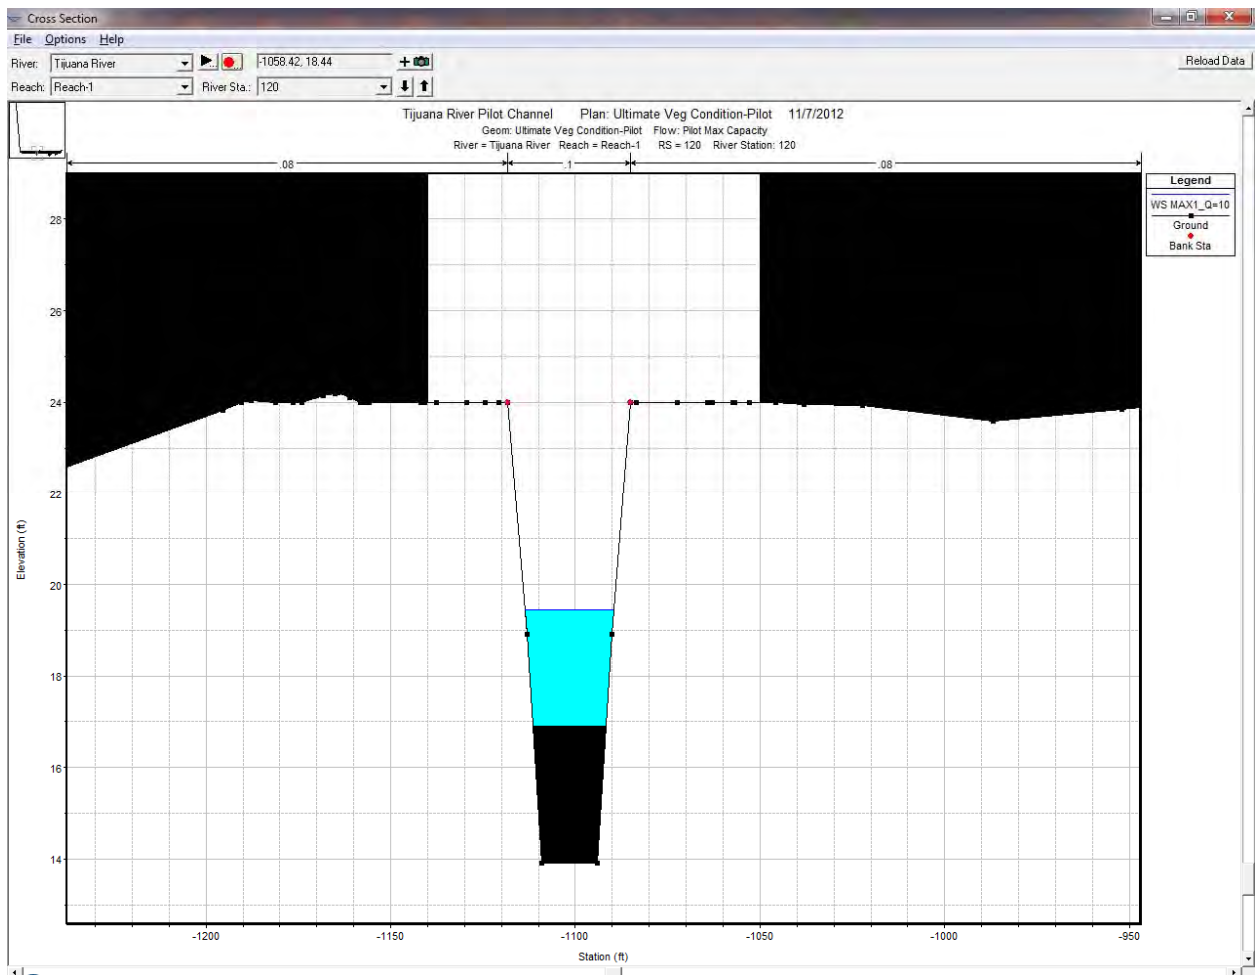 Cross Section
File Options Help
River: Tijuana River -1058.42, 18.44 Reload Data
Reach: Reach-1 River Sta.: 120
Tijuana River Pilot Channel Plan: Ultimate Veg Condition-Pilot 11/7/2012
Geom: Ultimate Veg Condition-Pilot Flow: Pilot Max Capacity
River = Tijuana River Reach = Reach-1 RS = 120 River Station: 120
.08 .1 .08
Legend
WS MAX1_Q=10
Ground
Bank Sta
28
26
24
22
20
18
16
14
Elevation (ft)
-1200 -1150 -1100 -1050 -1000 -950
Station (ft)